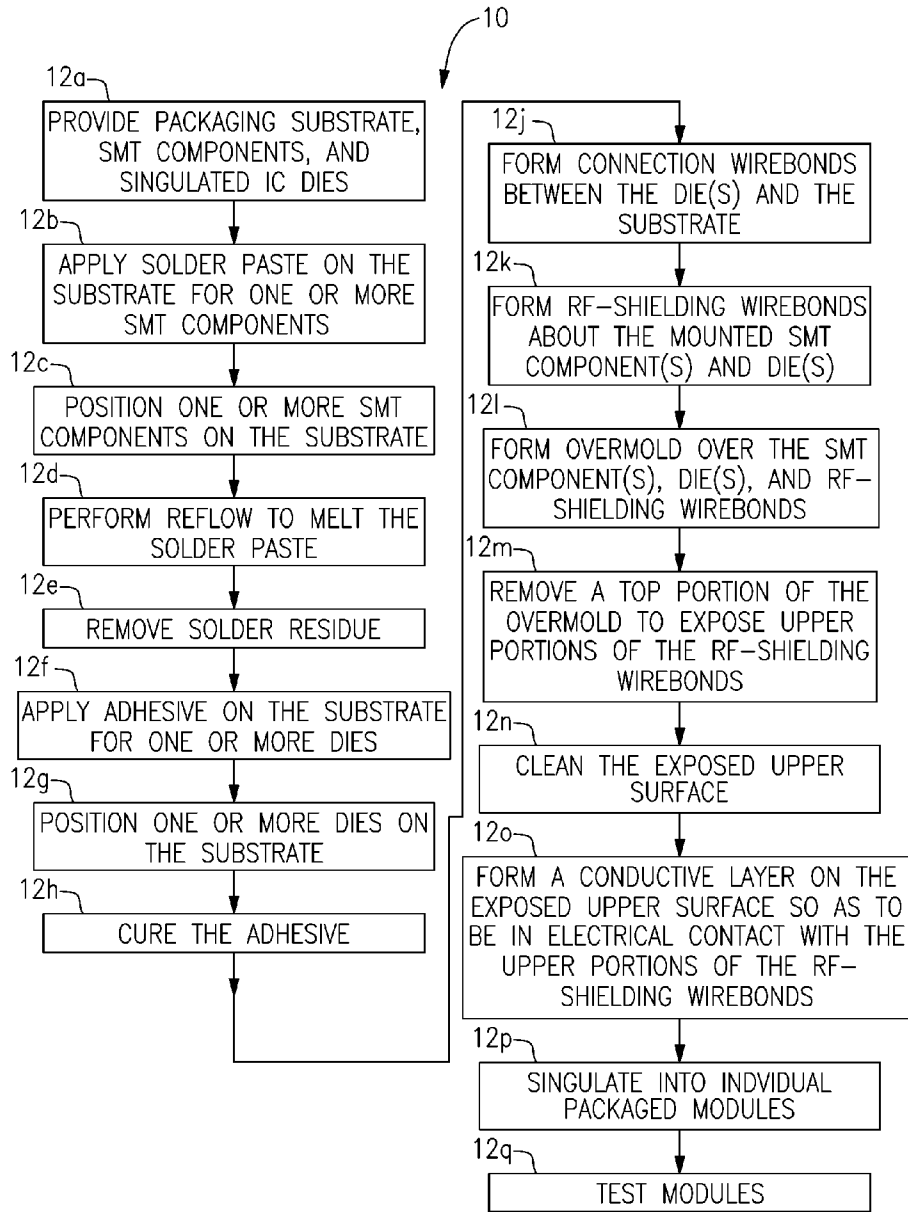 10
12a
PROVIDE PACKAGING SUBSTRATE,
SMT COMPONENTS, AND
SINGULATED IC DIES
12b
APPLY SOLDER PASTE ON THE
SUBSTRATE FOR ONE OR MORE
SMT COMPONENTS
12c
POSITION ONE OR MORE SMT
COMPONENTS ON THE SUBSTRATE
12d
PERFORM REFLOW TO MELT THE
SOLDER PASTE
12e
REMOVE SOLDER RESIDUE
12f
APPLY ADHESIVE ON THE SUBSTRATE
FOR ONE OR MORE DIES
12g
POSITION ONE OR MORE DIES ON
THE SUBSTRATE
12h
CURE THE ADHESIVE
12j
FORM CONNECTION WIREBONDS
BETWEEN THE DIE(S) AND THE
SUBSTRATE
12k
FORM RF-SHIELDING WIREBONDS
ABOUT THE MOUNTED SMT
COMPONENT(S) AND DIE(S)
12l
FORM OVERMOLD OVER THE SMT
COMPONENT(S), DIE(S), AND RF-
SHIELDING WIREBONDS
12m
REMOVE A TOP PORTION OF THE
OVERMOLD TO EXPOSE UPPER
PORTIONS OF THE RF-SHIELDING
WIREBONDS
12n
CLEAN THE EXPOSED UPPER
SURFACE
12o
FORM A CONDUCTIVE LAYER ON THE
EXPOSED UPPER SURFACE SO AS TO
BE IN ELECTRICAL CONTACT WITH THE
UPPER PORTIONS OF THE RF-
SHIELDING WIREBONDS
12p
SINGULATE INTO INDVIDUAL
PACKAGED MODULES
12q
TEST MODULES